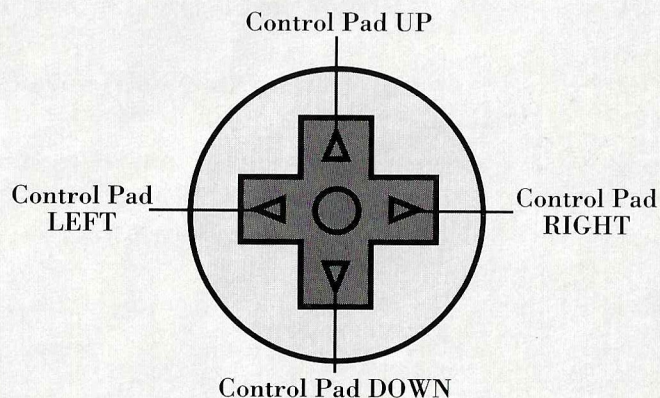 Control Pad UP
Control Pad
LEFT
Control Pad
RIGHT
Control Pad DOWN